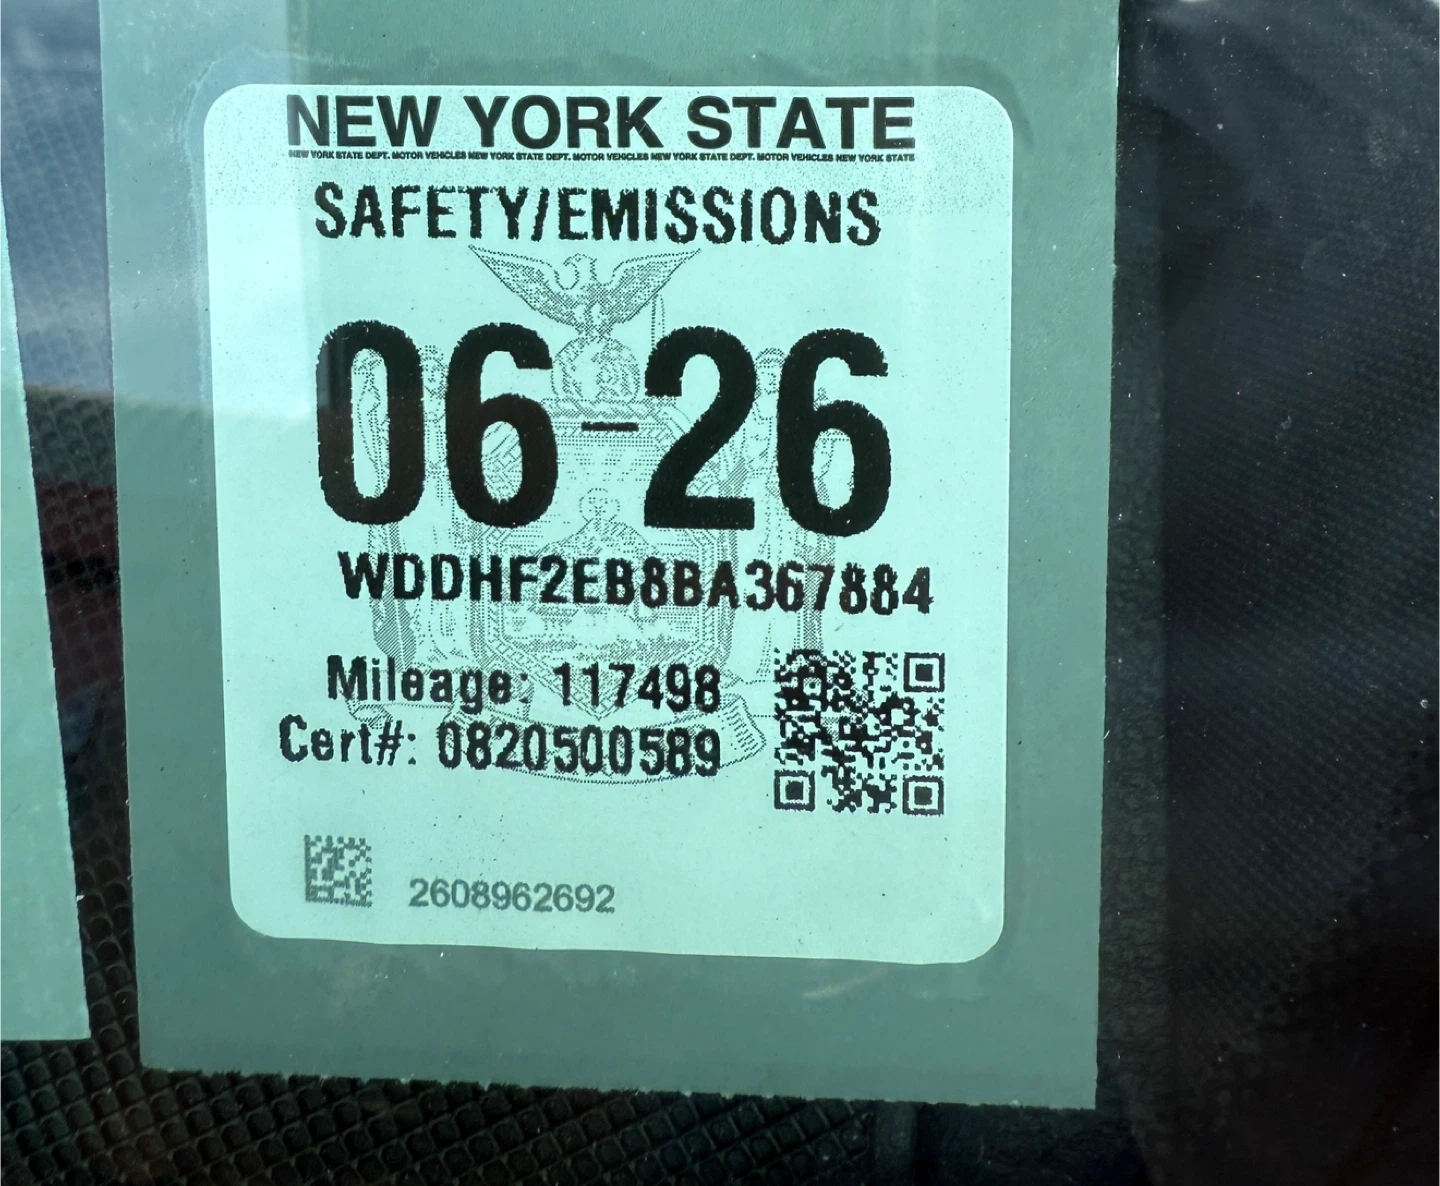 NEW YORK STATE
NEW YORK STATE DEPT. MOTOR VEHICLES NEW YORK STATE DEPT. MOTOR VEHICLES NEW YORK STATE DEPT. MOTOR VEHICLES NEW YORK STATE
SAFETY/EMISSIONS
06-26
WDDHF2EB8BA367884
Mileage: 117498
Cert#: 0820500589
2608962692